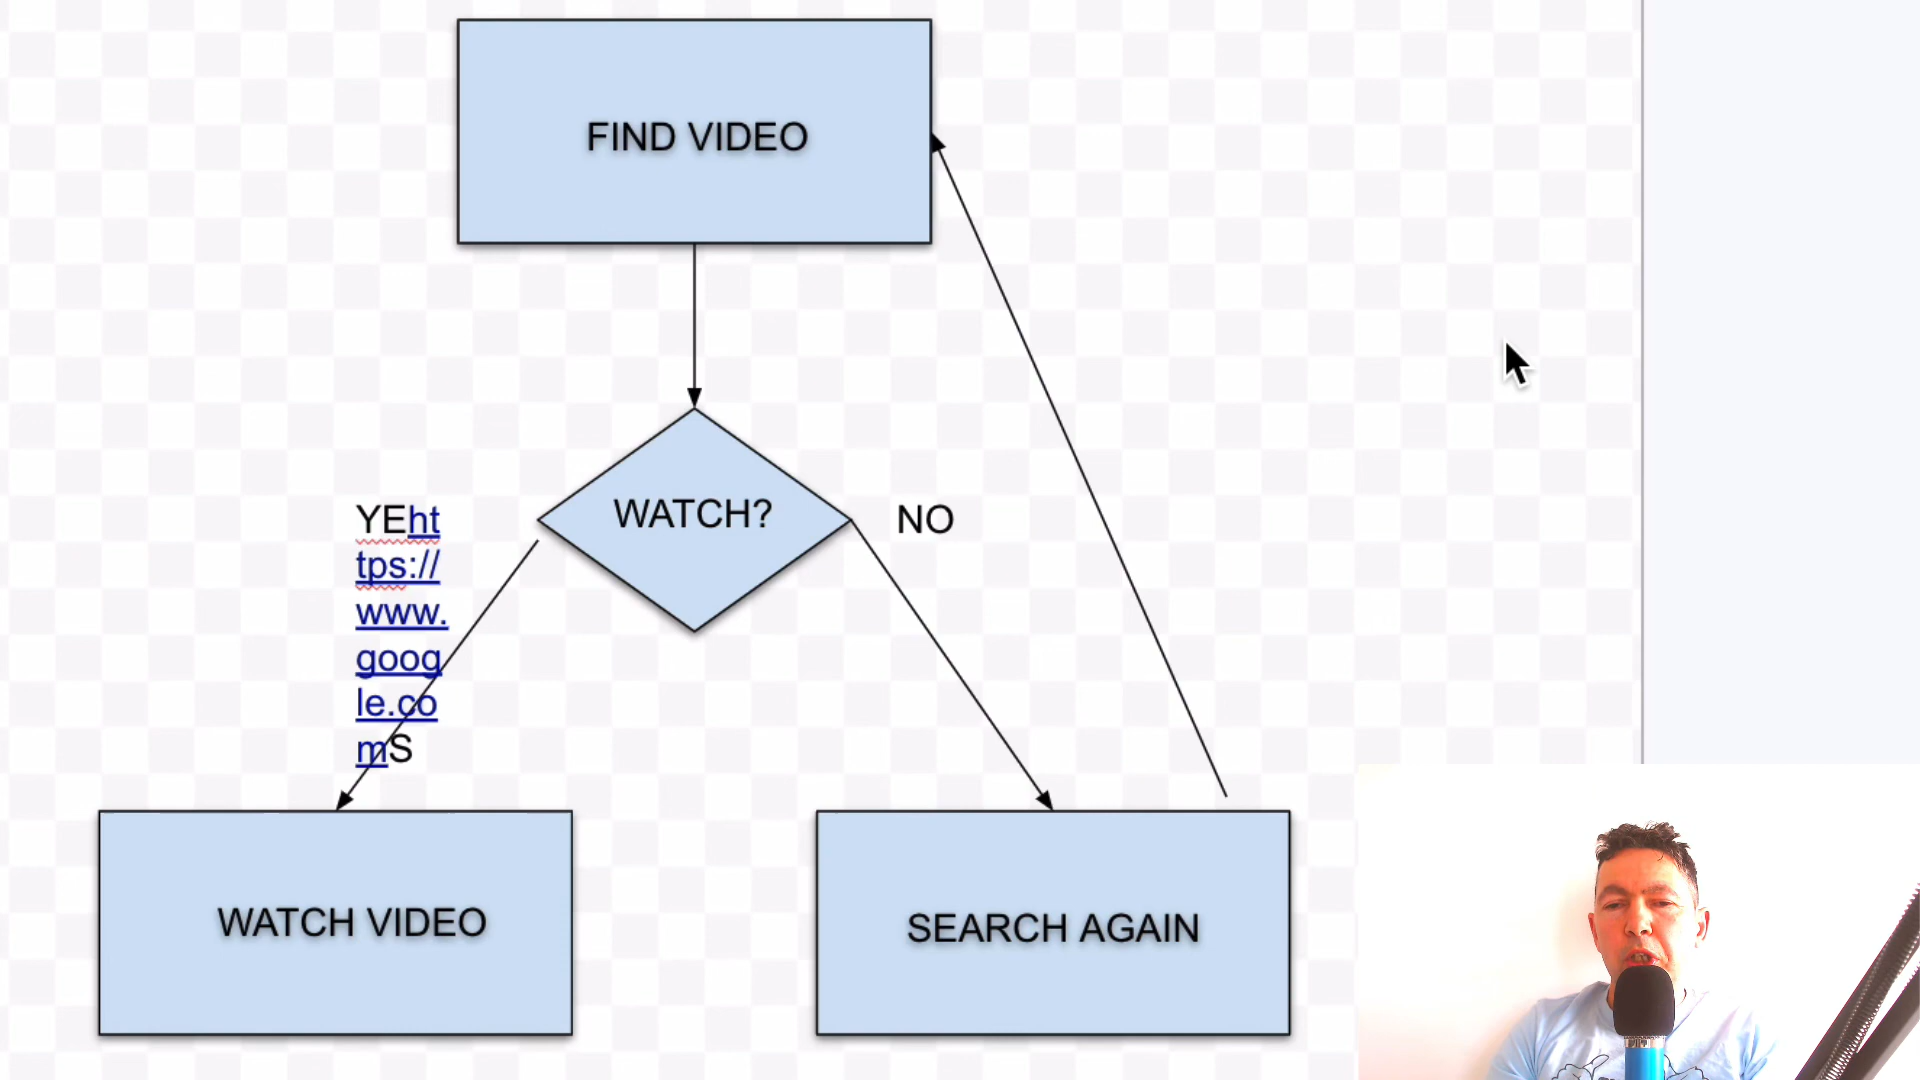 FIND VIDEO
WATCH?
YEht
tps://
www.
goog
le.co
mS
NO
WATCH VIDEO
SEARCH AGAIN